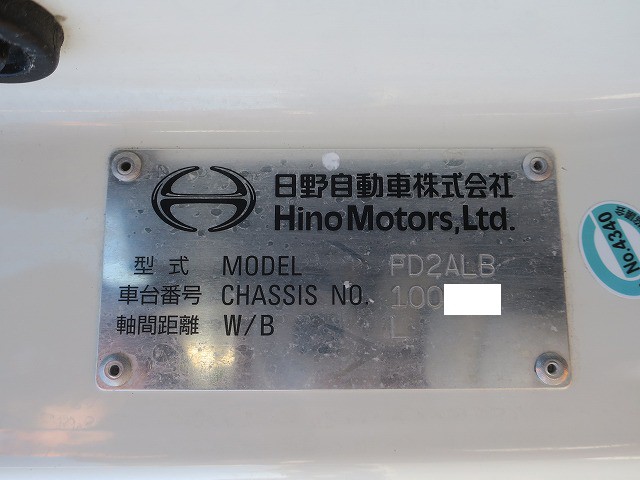 日野自動車株式会社
Hino Motors, Ltd.
型式 MODEL FD2ALB
車台番号 CHASSIS NO. 100
軸間距離 W/B L
No.4340